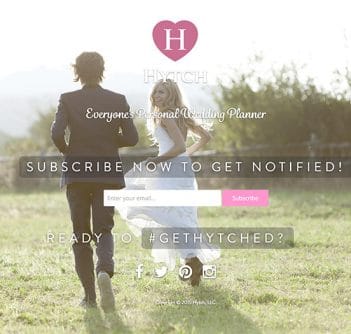 H
HYTCH
Everyone's Personal Wedding Planner
SUBSCRIBE NOW TO GET NOTIFIED!
Enter your email...
Subscribe
READY TO #GETHYTCHED?
Copyright © 2015 Hytch, LLC.